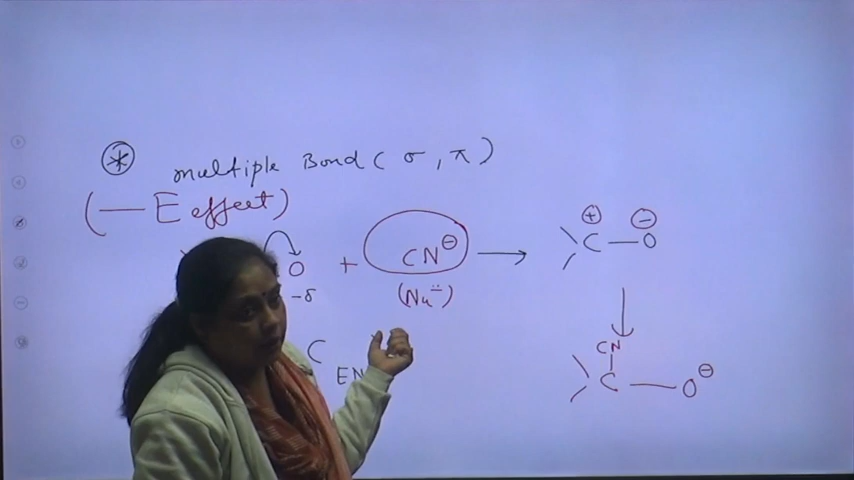 * multiple Bond ( σ , π )
( — E effect )
O + CN⊖ → ⊕ ⊖
C — O
−δ (Nu⁻)
C CN
EN C — O⊖